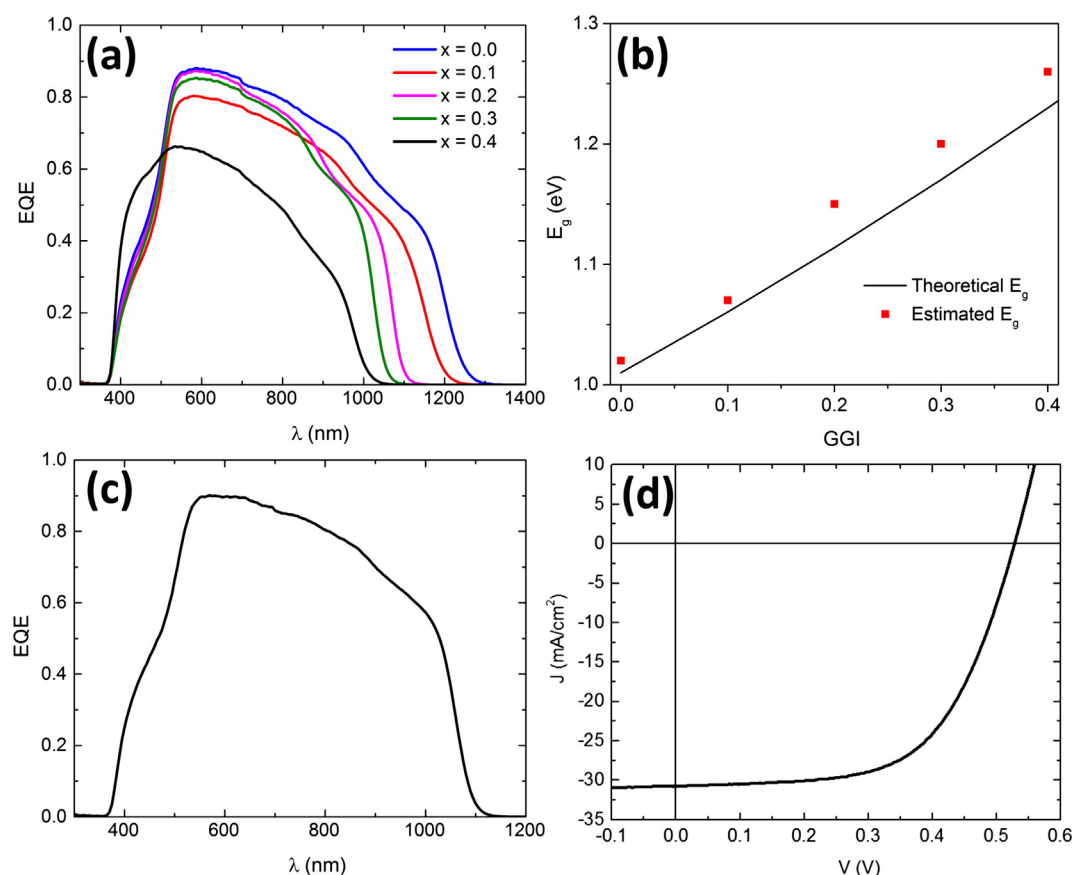 (a)
1.0
0.8
0.6
0.4
0.2
0.0
EQE
x = 0.0
x = 0.1
x = 0.2
x = 0.3
x = 0.4
400 600 800 1000 1200 1400
λ (nm)
(b)
1.3
1.2
1.1
1.0
E_g (eV)
Theoretical E_g
Estimated E_g
0.0 0.1 0.2 0.3 0.4
GGI
(c)
1.0
0.8
0.6
0.4
0.2
0.0
EQE
400 600 800 1000 1200
λ (nm)
(d)
10
5
0
-5
-10
-15
-20
-25
-30
-35
J (mA/cm²)
-0.1 0.0 0.1 0.2 0.3 0.4 0.5 0.6
V (V)